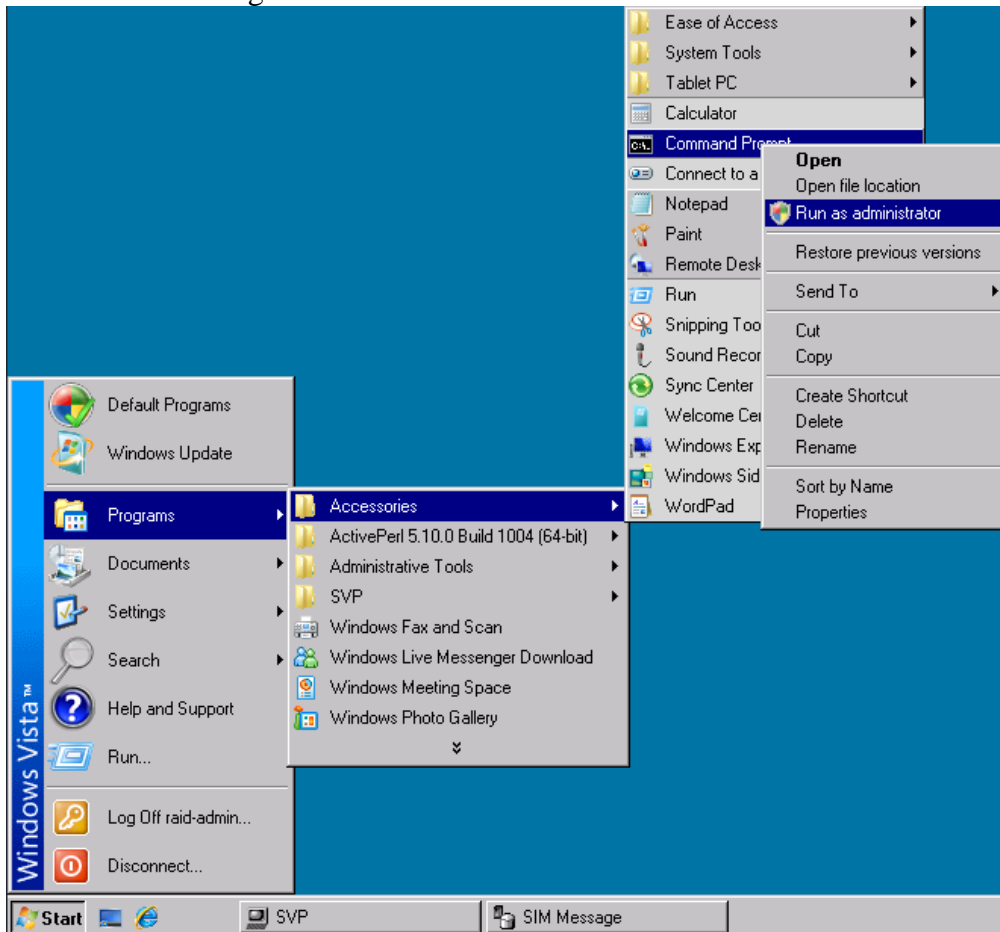 Ease of Access
System Tools
Tablet PC
Calculator
Command Prompt
Connect to a
Notepad
Paint
Remote Desk
Run
Snipping Too
Sound Recor
Sync Center
Welcome Cer
Windows Exp
Windows Sid
WordPad
Open
Open file location
Run as administrator
Restore previous versions
Send To
Cut
Copy
Create Shortcut
Delete
Rename
Sort by Name
Properties
Default Programs
Windows Update
Programs
Documents
Settings
Search
Help and Support
Run...
Log Off raid-admin...
Disconnect...
Windows Vista™
Accessories
ActivePerl 5.10.0 Build 1004 (64-bit)
Administrative Tools
SVP
Windows Fax and Scan
Windows Live Messenger Download
Windows Meeting Space
Windows Photo Gallery
Start
SVP
SIM Message